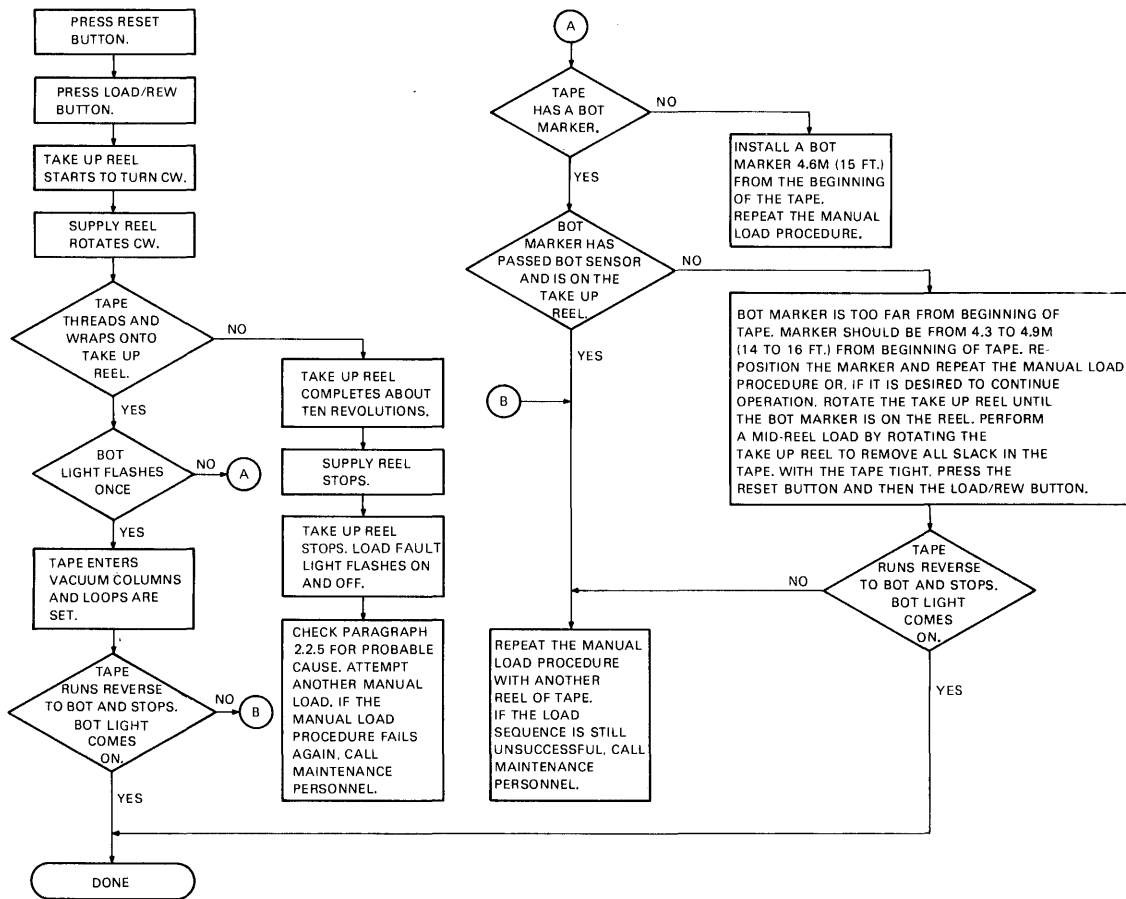 PRESS RESET
BUTTON.
PRESS LOAD/REW
BUTTON.
TAKE UP REEL
STARTS TO TURN CW.
SUPPLY REEL
ROTATES CW.
TAPE
THREADS AND
WRAPS ONTO
TAKE UP
REEL.
NO
YES
BOT
LIGHT FLASHES
ONCE
NO
A
YES
TAPE ENTERS
VACUUM COLUMNS
AND LOOPS ARE
SET.
TAPE
RUNS REVERSE
TO BOT AND STOPS.
BOT LIGHT
COMES
ON.
NO
B
YES
DONE
TAKE UP REEL
COMPLETES ABOUT
TEN REVOLUTIONS.
SUPPLY REEL
STOPS.
TAKE UP REEL
STOPS. LOAD FAULT
LIGHT FLASHES ON
AND OFF.
CHECK PARAGRAPH
2.2.5 FOR PROBABLE
CAUSE. ATTEMPT
ANOTHER MANUAL
LOAD. IF THE
MANUAL LOAD
PROCEDURE FAILS
AGAIN, CALL
MAINTENANCE
PERSONNEL.
A
TAPE
HAS A BOT
MARKER.
NO
YES
INSTALL A BOT
MARKER 4.6M (15 FT.)
FROM THE BEGINNING
OF THE TAPE.
REPEAT THE MANUAL
LOAD PROCEDURE.
BOT
MARKER HAS
PASSED BOT SENSOR
AND IS ON THE
TAKE UP
REEL.
NO
YES
B
BOT MARKER IS TOO FAR FROM BEGINNING OF
TAPE. MARKER SHOULD BE FROM 4.3 TO 4.9M
(14 TO 16 FT.) FROM BEGINNING OF TAPE. RE-
POSITION THE MARKER AND REPEAT THE MANUAL LOAD
PROCEDURE OR, IF IT IS DESIRED TO CONTINUE
OPERATION, ROTATE THE TAKE UP REEL UNTIL
THE BOT MARKER IS ON THE REEL. PERFORM
A MID-REEL LOAD BY ROTATING THE
TAKE UP REEL TO REMOVE ALL SLACK IN THE
TAPE. WITH THE TAPE TIGHT, PRESS THE
RESET BUTTON AND THEN THE LOAD/REW BUTTON.
TAPE
RUNS REVERSE
TO BOT AND STOPS.
BOT LIGHT
COMES
ON.
NO
YES
REPEAT THE MANUAL
LOAD PROCEDURE
WITH ANOTHER
REEL OF TAPE.
IF THE LOAD
SEQUENCE IS STILL
UNSUCCESSFUL, CALL
MAINTENANCE
PERSONNEL.